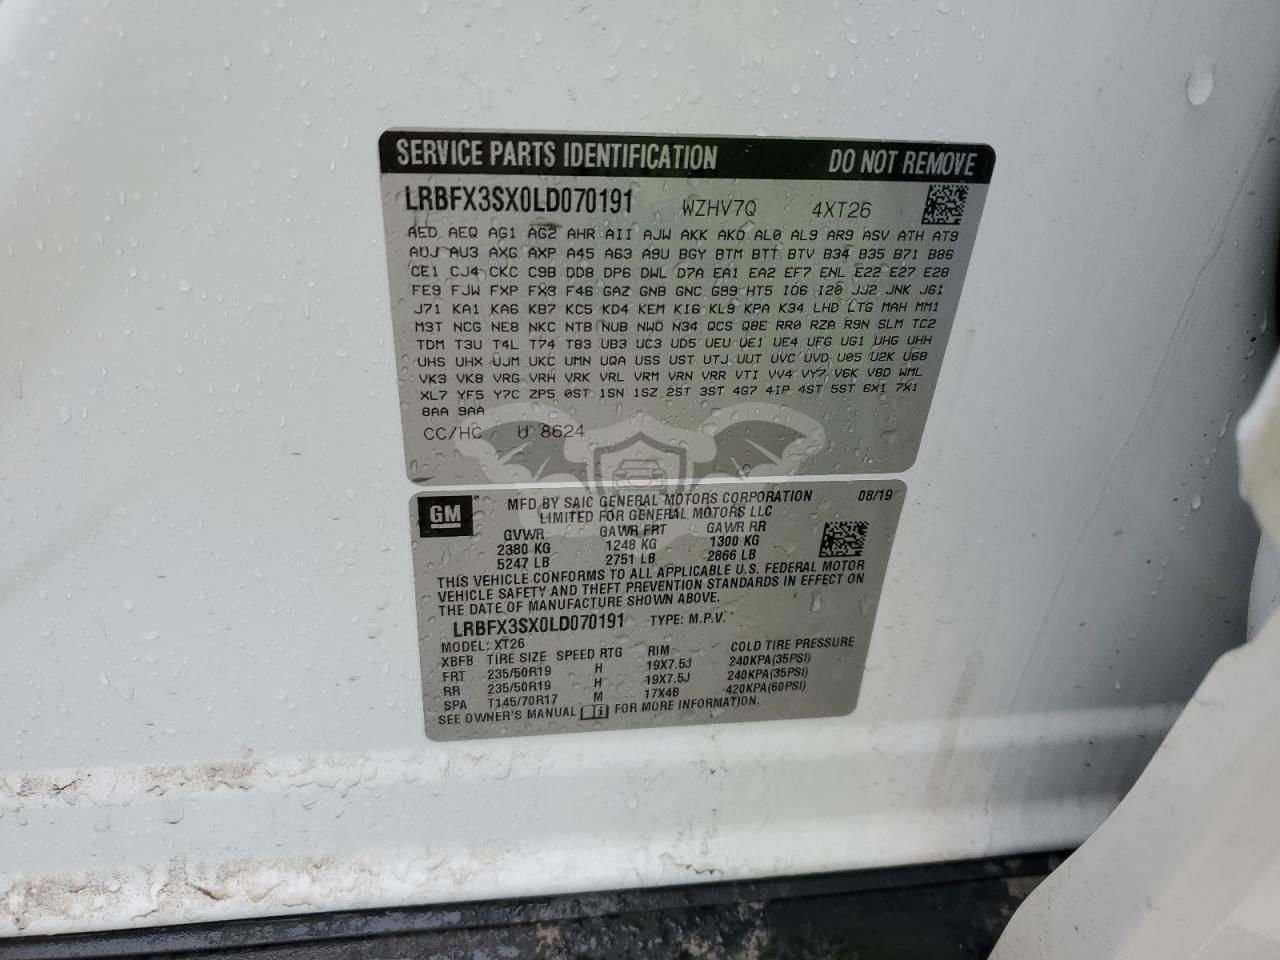 SERVICE PARTS IDENTIFICATION DO NOT REMOVE
LRBFX3SX0LD070191 WZHV7Q 4XT26
AED AEQ AG1 AG2 AHR AII AJW AKK AKO AL0 AL9 AR9 ASV ATH AT9
AUJ AU3 AXG AXP A45 A63 A9U BGY BTM BTT BTV B34 B35 B71 B86
CE1 CJ4 CKC C9B DD8 DP6 DWL D7A EA1 EA2 EF7 ENL E22 E27 E28
FE9 FJW FXP FX3 F46 GAZ GNB GNC G99 HT5 IO6 I20 JJ2 JNK J61
J71 KA1 KA6 KB7 KC5 KD4 KEM KI6 KL9 KPA K34 LHD LTG MAH MM1
M3T NCG NE8 NKC NTB NUB NWO N34 QCS Q8E RR0 RZA R9N SLM TC2
TDM T3U T4L T74 T83 UB3 UC3 UD5 UEU UE1 UE4 UFG UG1 UHG UHH
UHS UHX UJM UKC UMN UQA USS UST UTJ UUT UVC UVD U05 U2K U68
VK3 VK8 VRG VRH VRK VRL VRM VRN VRR VTI VV4 VY7 V6K V8D WML
XL7 YF5 Y7C ZP5 0ST 1SN 1SZ 2ST 3ST 4G7 4IP 4ST 5ST 6X1 7X1
8AA 9AA
CC/HC U 8624
GM MFD BY SAIC GENERAL MOTORS CORPORATION 08/19
LIMITED FOR GENERAL MOTORS LLC
GVWR GAWR FRT GAWR RR
2380 KG 1248 KG 1300 KG
5247 LB 2751 LB 2866 LB
THIS VEHICLE CONFORMS TO ALL APPLICABLE U.S. FEDERAL MOTOR
VEHICLE SAFETY AND THEFT PREVENTION STANDARDS IN EFFECT ON
THE DATE OF MANUFACTURE SHOWN ABOVE.
LRBFX3SX0LD070191 TYPE: M.P.V.
MODEL: XT26
XBFB TIRE SIZE SPEED RTG RIM COLD TIRE PRESSURE
FRT 235/50R19 H 19X7.5J 240KPA(35PSI)
RR 235/50R19 H 19X7.5J 240KPA(35PSI)
SPA T145/70R17 M 17X4B 420KPA(60PSI)
SEE OWNER'S MANUAL FOR MORE INFORMATION.